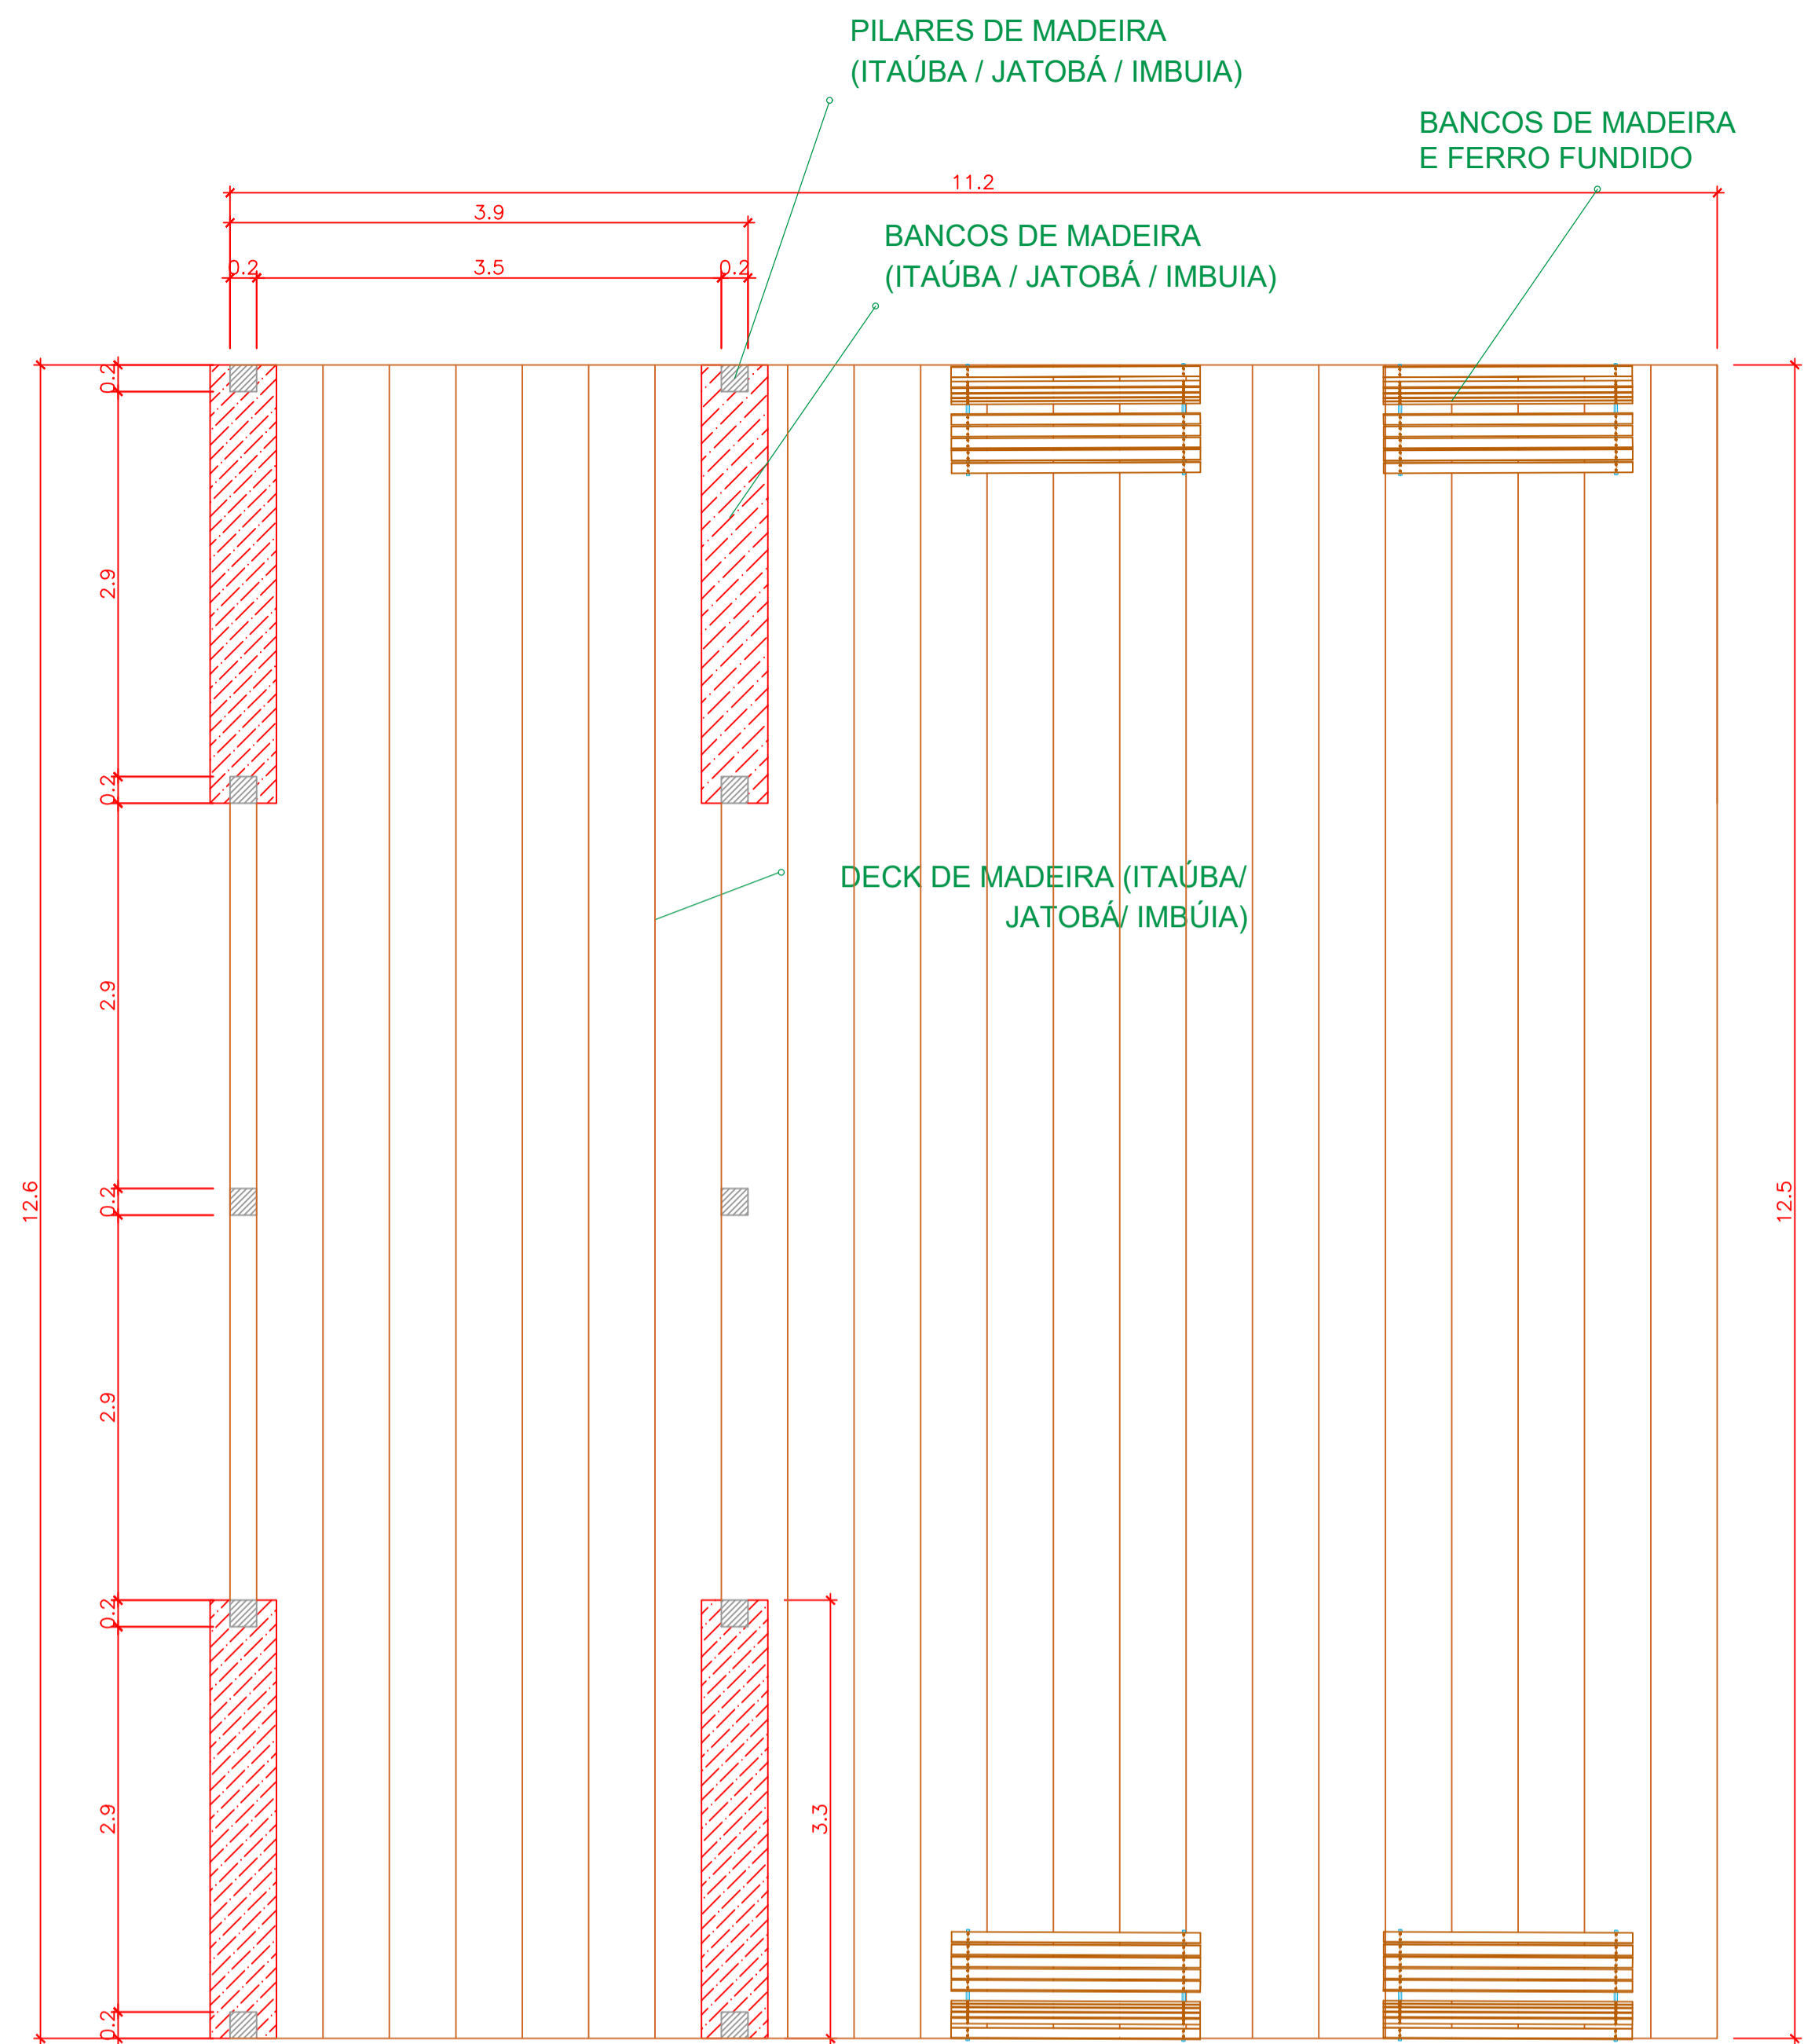 PILARES DE MADEIRA
(ITAÚBA / JATOBÁ / IMBUIA)
BANCOS DE MADEIRA
E FERRO FUNDIDO
11.2
3.9
BANCOS DE MADEIRA
(ITAÚBA / JATOBÁ / IMBUIA)
0.2
3.5
0.2
0.2
2.9
0.2
DECK DE MADEIRA (ITAÚBA/
JATOBÁ/ IMBÚIA)
2.9
12.6
0.2
12.5
2.9
0.2
2.9
3.3
0.2